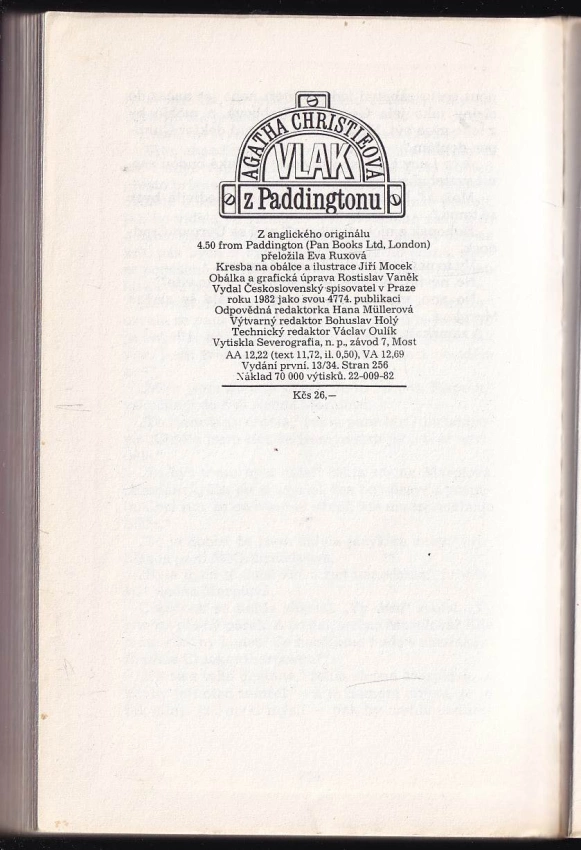 AGATHA CHRISTIEOVÁ
VLAK
z Paddingtonu
Z anglického originálu
4.50 from Paddington (Pan Books Ltd, London)
přeložila Eva Ruxová
Kresba na obálce a ilustrace Jiří Mocek
Obálka a grafická úprava Rostislav Vaněk
Vydal Československý spisovatel v Praze
roku 1982 jako svou 4774. publikaci
Odpovědná redaktorka Hana Müllerová
Výtvarný redaktor Bohuslav Holý
Technický redaktor Václav Oulík
Vytiskla Severografia, n. p., závod 7, Most
AA 12,22 (text 11,72, il. 0,50), VA 12,69
Vydání první. 13/34. Stran 256
Náklad 70 000 výtisků. 22-009-82
Kčs 26,—